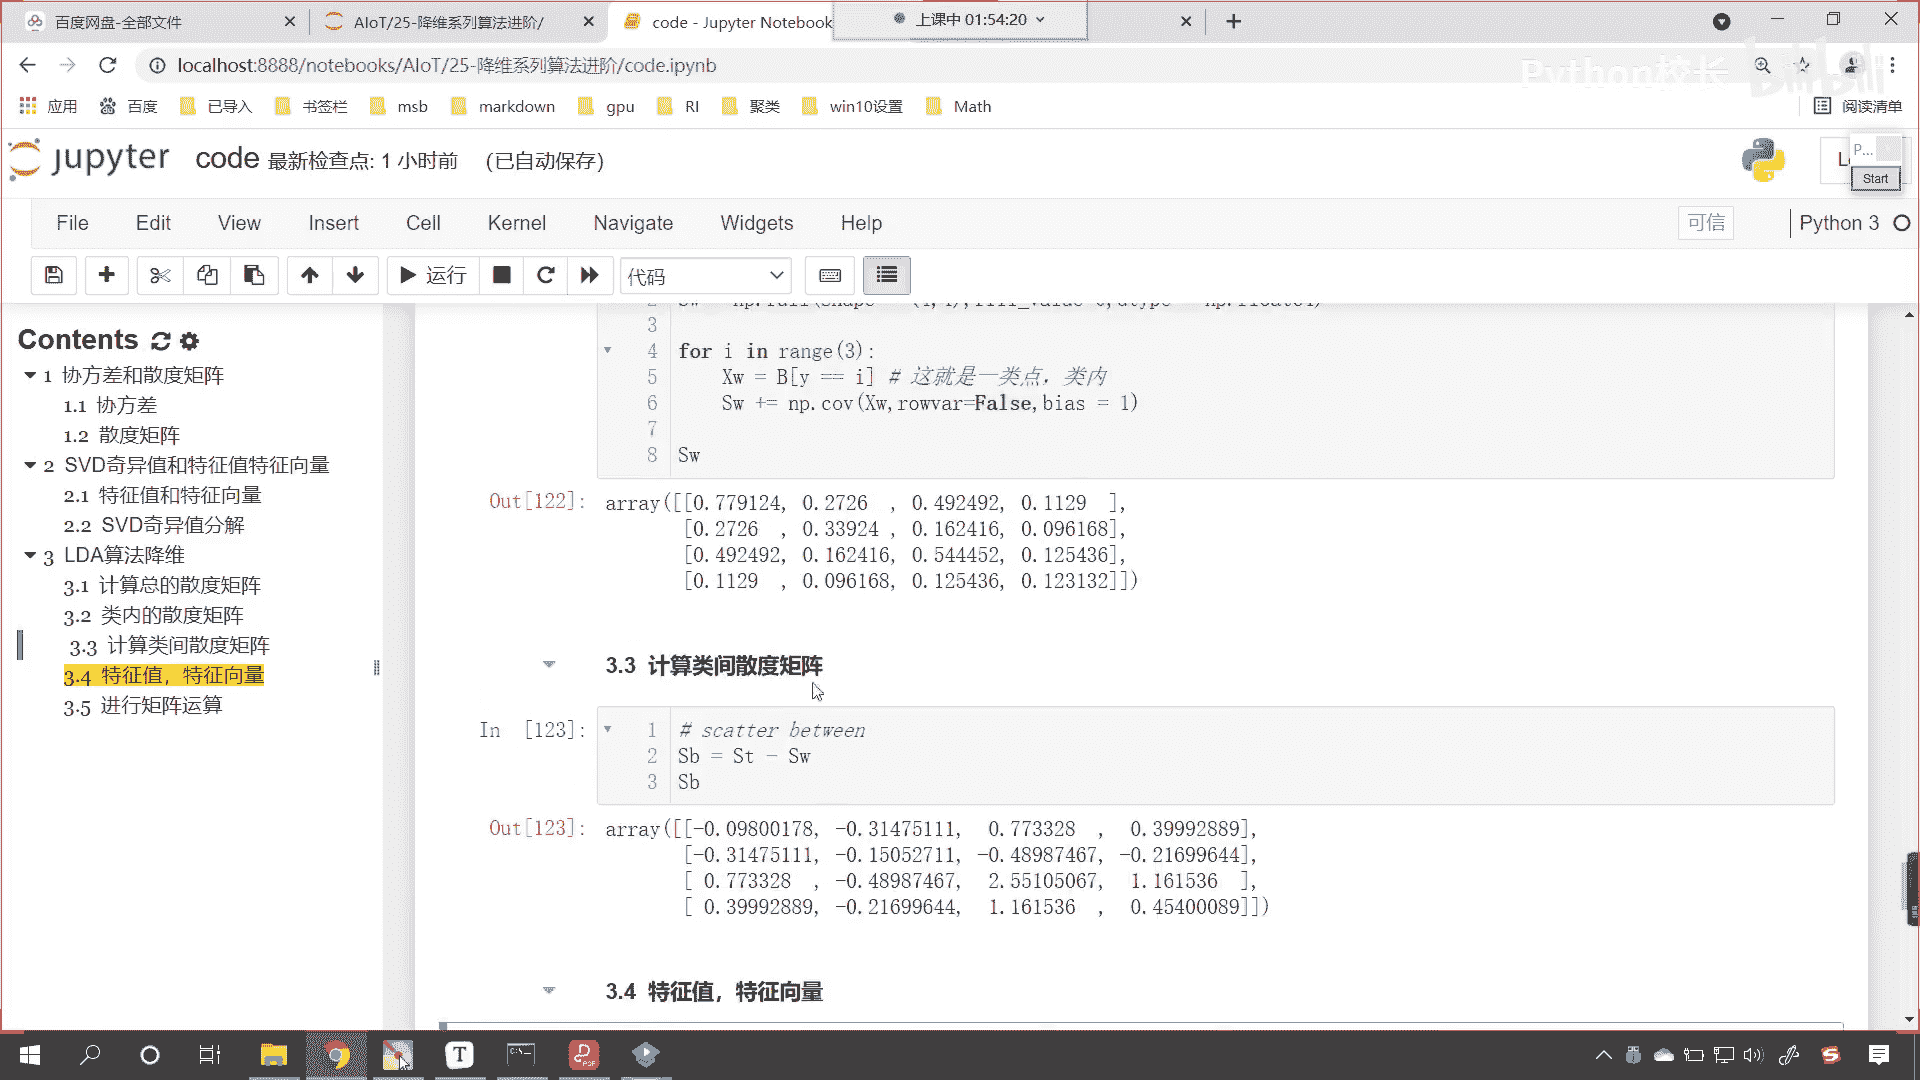 百度网盘-全部文件
AIoT/25-降维系列算法进阶/
code - Jupyter Notebook
上课中 01:54:20
localhost:8888/notebooks/AIoT/25-降维系列算法进阶/code.ipynb
Python校长
bilibili
应用 百度 已导入 书签栏 msb markdown gpu RI 聚类 win10设置 Math 阅读清单
jupyter code 最新检查点: 1 小时前 (已自动保存)
P...
Start
File Edit View Insert Cell Kernel Navigate Widgets Help 可信 Python 3
运行 代码
Contents
1 协方差和散度矩阵
1.1 协方差
1.2 散度矩阵
2 SVD奇异值和特征值特征向量
2.1 特征值和特征向量
2.2 SVD奇异值分解
3 LDA算法降维
3.1 计算总的散度矩阵
3.2 类内的散度矩阵
3.3 计算类间散度矩阵
3.4 特征值，特征向量
3.5 进行矩阵运算
3
4 for i in range(3):
5 Xw = B[y == i] # 这就是一类点，类内
6 Sw += np.cov(Xw,rowvar=False,bias = 1)
7
8 Sw
Out[122]: array([[0.779124, 0.2726  , 0.492492, 0.1129  ],
[0.2726  , 0.33924 , 0.162416, 0.096168],
[0.492492, 0.162416, 0.544452, 0.125436],
[0.1129  , 0.096168, 0.125436, 0.123132]])
3.3 计算类间散度矩阵
In [123]: 1 # scatter between
2 Sb = St - Sw
3 Sb
Out[123]: array([[-0.09800178, -0.31475111,  0.773328  ,  0.39992889],
[-0.31475111, -0.15052711, -0.48987467, -0.21699644],
[ 0.773328  , -0.48987467,  2.55105067,  1.161536  ],
[ 0.39992889, -0.21699644,  1.161536  ,  0.45400089]])
3.4 特征值，特征向量